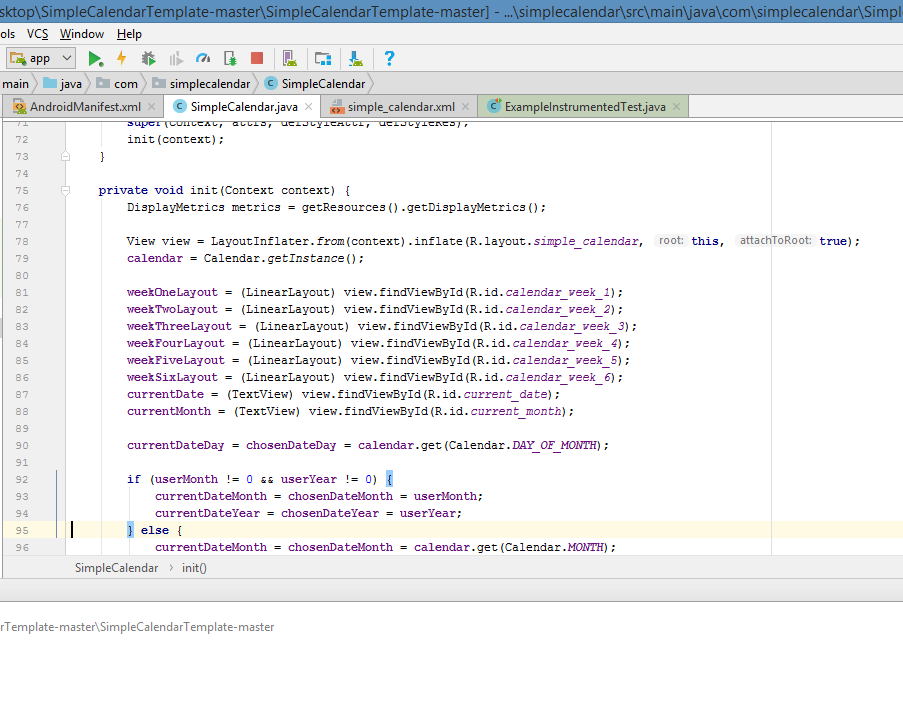 sktop\SimpleCalendarTemplate-master\SimpleCalendarTemplate-master] - ...\simplecalendar\src\main\java\com\simplecalendar\Simpl
ols VCS Window Help
app
main java com simplecalendar SimpleCalendar
AndroidManifest.xml SimpleCalendar.java simple_calendar.xml ExampleInstrumentedTest.java
71 super(context, attrs, defStyleAttr, defStyleRes);
72 init(context);
73 }
74
75 private void init(Context context) {
76 DisplayMetrics metrics = getResources().getDisplayMetrics();
77
78 View view = LayoutInflater.from(context).inflate(R.layout.simple_calendar, root: this, attachToRoot: true);
79 calendar = Calendar.getInstance();
80
81 weekOneLayout = (LinearLayout) view.findViewById(R.id.calendar_week_1);
82 weekTwoLayout = (LinearLayout) view.findViewById(R.id.calendar_week_2);
83 weekThreeLayout = (LinearLayout) view.findViewById(R.id.calendar_week_3);
84 weekFourLayout = (LinearLayout) view.findViewById(R.id.calendar_week_4);
85 weekFiveLayout = (LinearLayout) view.findViewById(R.id.calendar_week_5);
86 weekSixLayout = (LinearLayout) view.findViewById(R.id.calendar_week_6);
87 currentDate = (TextView) view.findViewById(R.id.current_date);
88 currentMonth = (TextView) view.findViewById(R.id.current_month);
89
90 currentDateDay = chosenDateDay = calendar.get(Calendar.DAY_OF_MONTH);
91
92 if (userMonth != 0 && userYear != 0) {
93 currentDateMonth = chosenDateMonth = userMonth;
94 currentDateYear = chosenDateYear = userYear;
95 } else {
96 currentDateMonth = chosenDateMonth = calendar.get(Calendar.MONTH);
SimpleCalendar › init()
rTemplate-master\SimpleCalendarTemplate-master